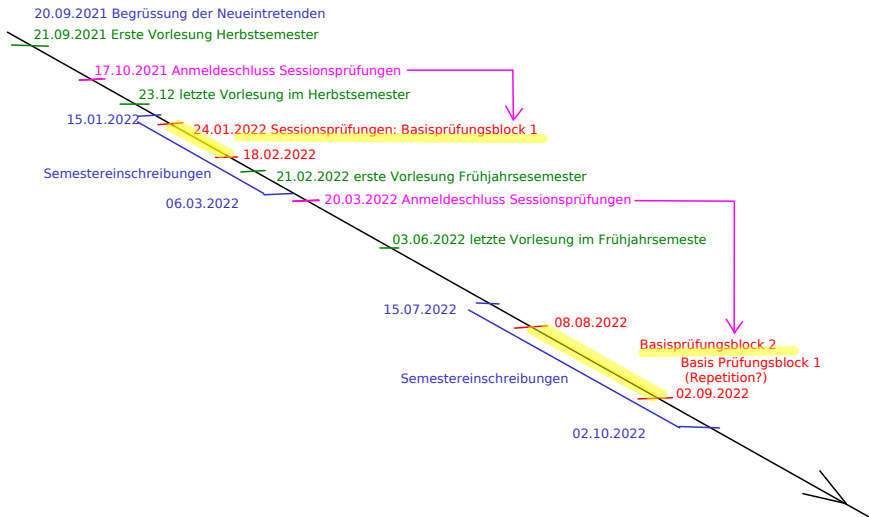 20.09.2021 Begrüssung der Neueintretenden
21.09.2021 Erste Vorlesung Herbstsemester
17.10.2021 Anmeldeschluss Sessionsprüfungen
23.12 letzte Vorlesung im Herbstsemester
15.01.2022
24.01.2022 Sessionsprüfungen: Basisprüfungsblock 1
18.02.2022
Semestereinschreibungen
21.02.2022 erste Vorlesung Frühjahrsesemester
06.03.2022
20.03.2022 Anmeldeschluss Sessionsprüfungen
03.06.2022 letzte Vorlesung im Frühjahrsemeste
15.07.2022
08.08.2022
Basisprüfungsblock 2
Basis Prüfungsblock 1
(Repetition?)
Semestereinschreibungen
02.09.2022
02.10.2022